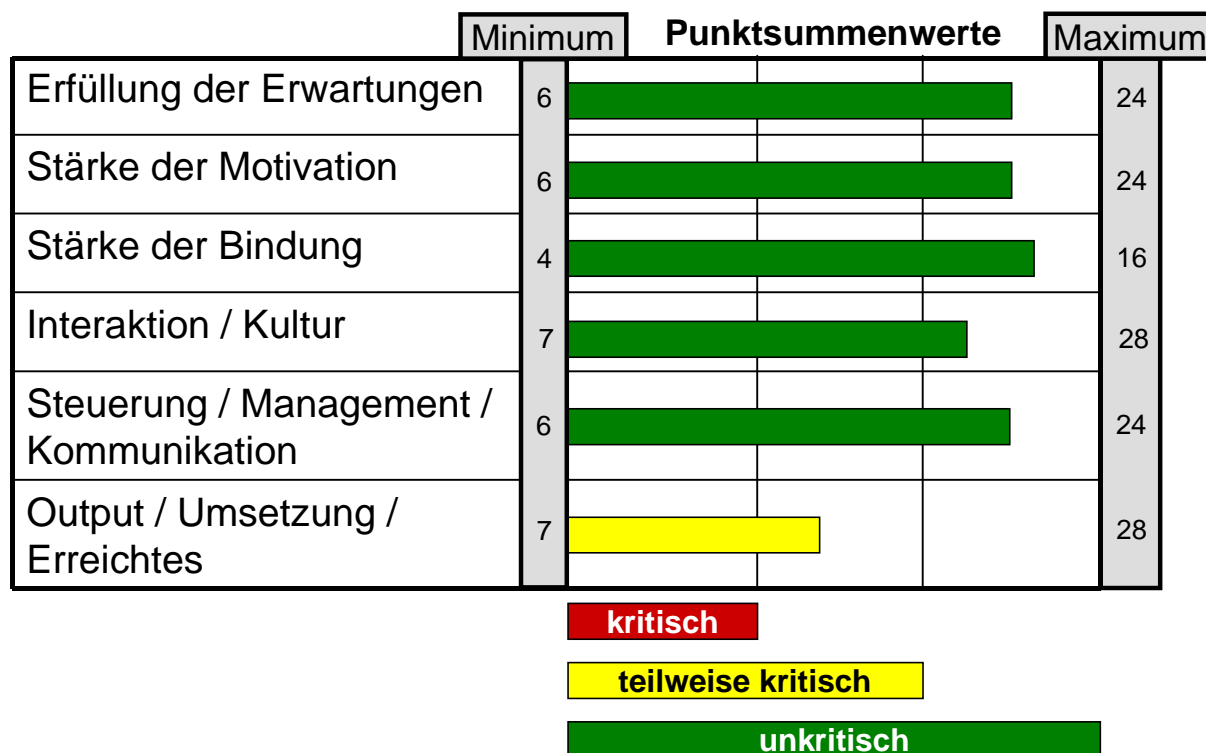 Minimum Punktsummenwerte Maximum
Erfüllung der Erwartungen 6 24
Stärke der Motivation 6 24
Stärke der Bindung 4 16
Interaktion / Kultur 7 28
Steuerung / Management /
Kommunikation 6 24
Output / Umsetzung /
Erreichtes 7 28
kritisch
teilweise kritisch
unkritisch